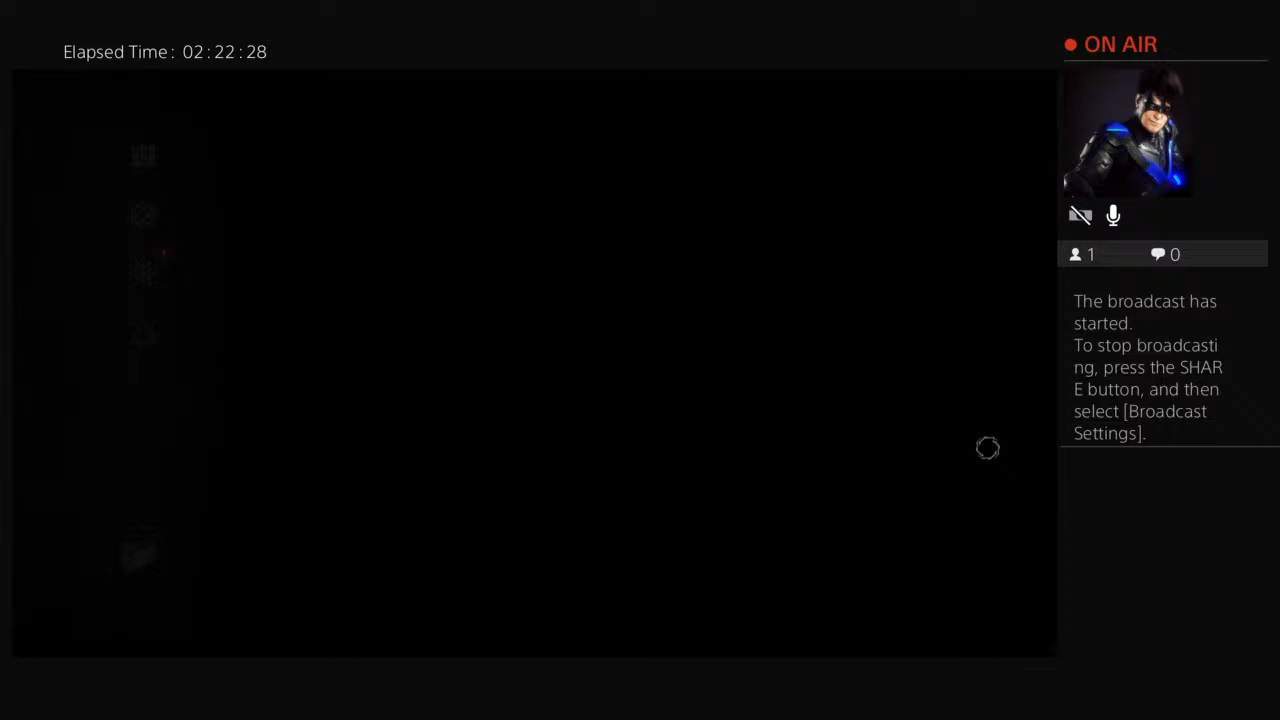 Elapsed Time: 02:22:28
ON AIR
1 0
The broadcast has
started.
To stop broadcasti
ng, press the SHAR
E button, and then
select [Broadcast
Settings].